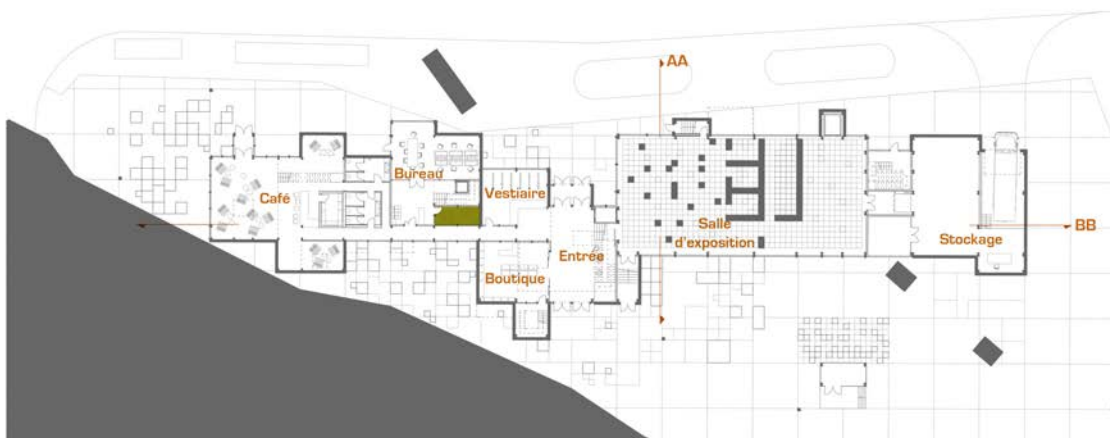 AA
Bureau
Café
Vestiaire
Salle
d'exposition
BB
Stockage
Entrée
Boutique